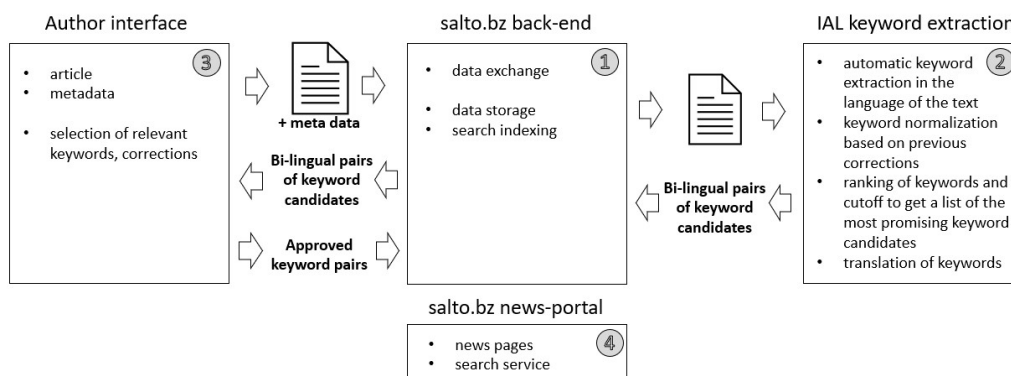 Author interface
3
• article
• metadata
• selection of relevant
keywords, corrections
+ meta data
Bi-lingual pairs
of keyword
candidates
Approved
keyword pairs
salto.bz back-end
1
• data exchange
• data storage
• search indexing
Bi-lingual pairs
of keyword
candidates
IAL keyword extraction
2
• automatic keyword
extraction in the
language of the text
• keyword normalization
based on previous
corrections
• ranking of keywords and
cutoff to get a list of the
most promising keyword
candidates
• translation of keywords
salto.bz news-portal
4
• news pages
• search service